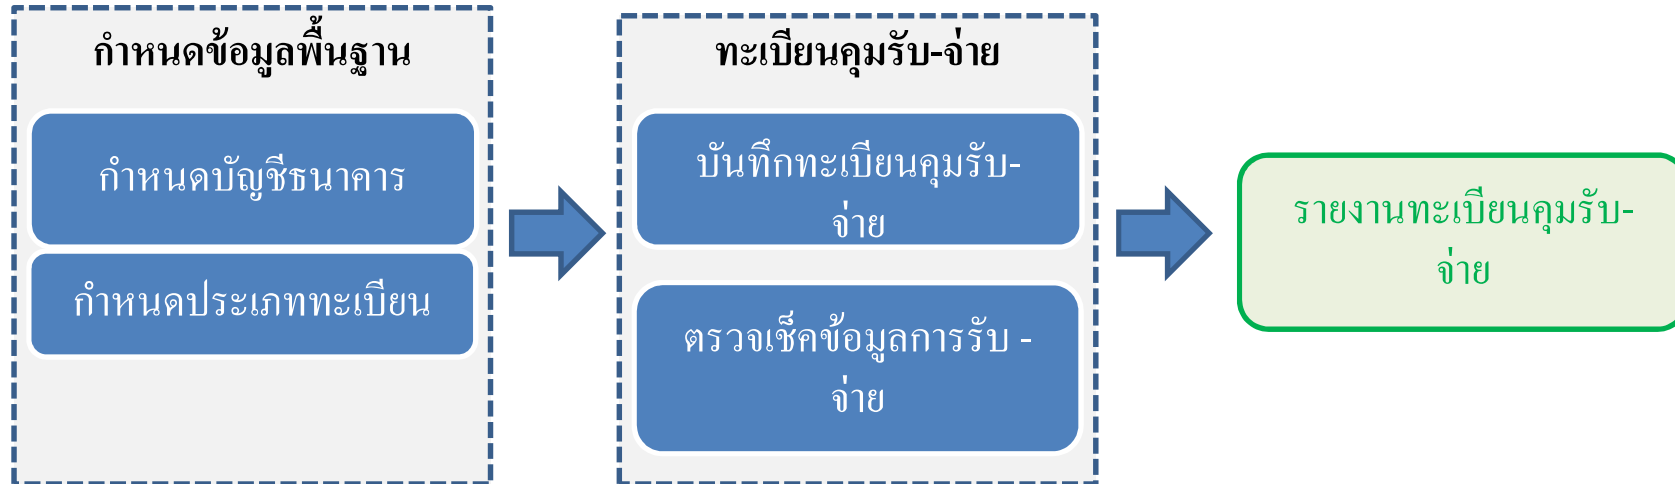 กำหนดข้อมูลพื้นฐาน
กำหนดบัญชีธนาคาร
กำหนดประเภททะเบียน
ทะเบียนคุมรับ-จ่าย
บันทึกทะเบียนคุมรับ-
จ่าย
ตรวจเช็คข้อมูลการรับ -
จ่าย
รายงานทะเบียนคุมรับ-
จ่าย